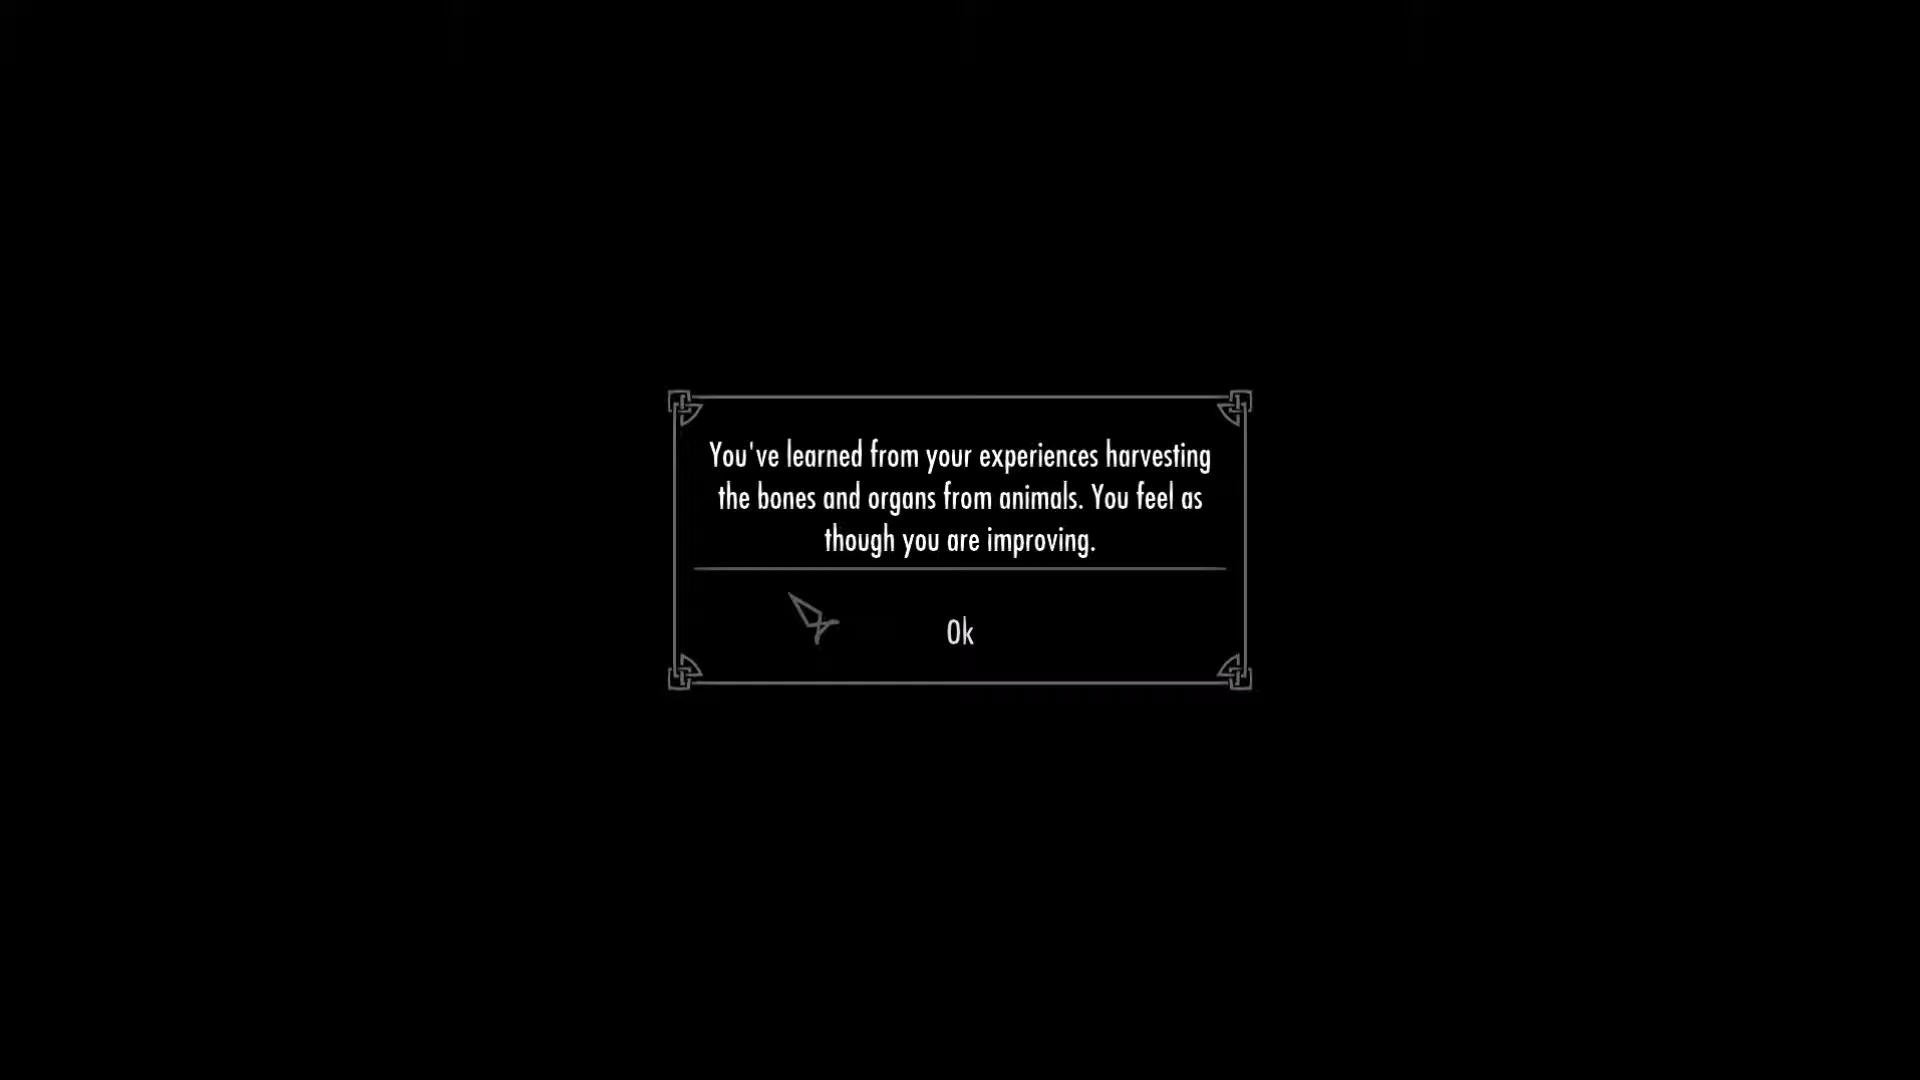 You've learned from your experiences harvesting
the bones and organs from animals. You feel as
though you are improving.
Ok